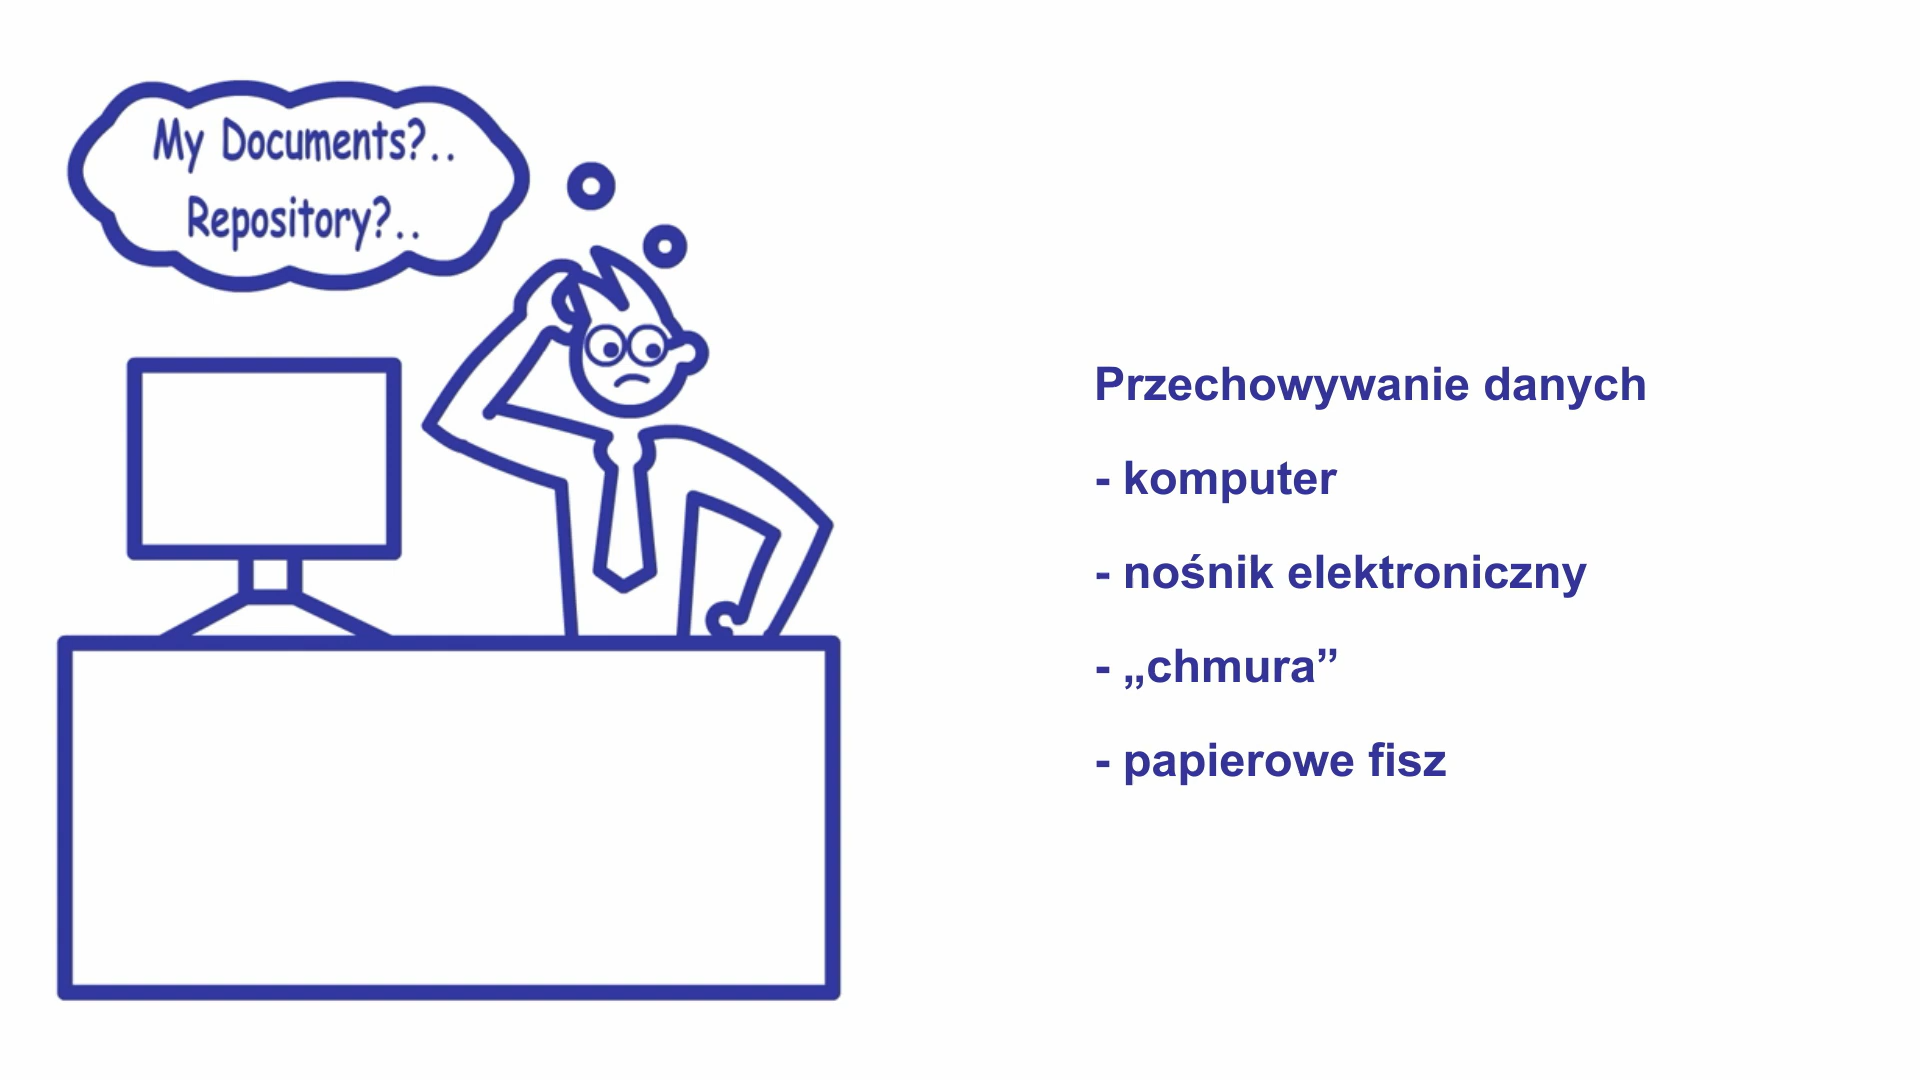 My Documents?..
Repository?..
Przechowywanie danych
- komputer
- nośnik elektroniczny
- „chmura”
- papierowe fisz